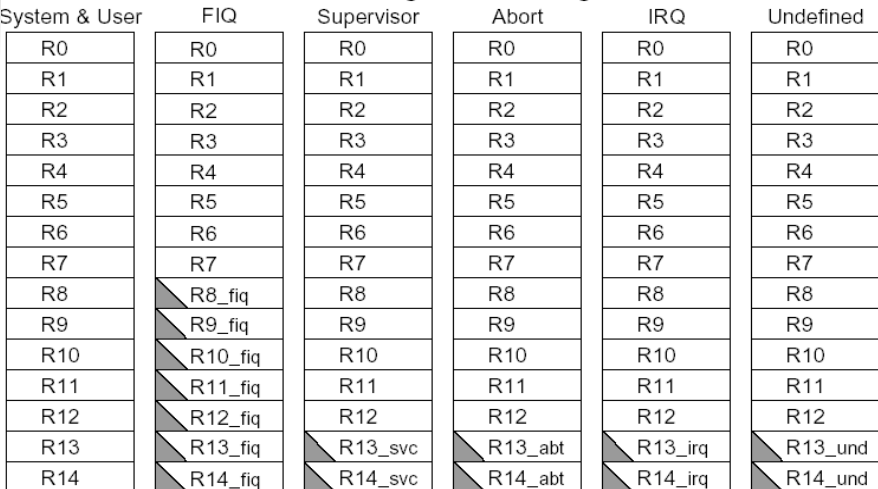 System & User FIQ Supervisor Abort IRQ Undefined
R0 R0 R0 R0 R0 R0
R1 R1 R1 R1 R1 R1
R2 R2 R2 R2 R2 R2
R3 R3 R3 R3 R3 R3
R4 R4 R4 R4 R4 R4
R5 R5 R5 R5 R5 R5
R6 R6 R6 R6 R6 R6
R7 R7 R7 R7 R7 R7
R8 R8_fiq R8 R8 R8 R8
R9 R9_fiq R9 R9 R9 R9
R10 R10_fiq R10 R10 R10 R10
R11 R11_fiq R11 R11 R11 R11
R12 R12_fiq R12 R12 R12 R12
R13 R13_fiq R13_svc R13_abt R13_irq R13_und
R14 R14_fiq R14_svc R14_abt R14_irq R14_und